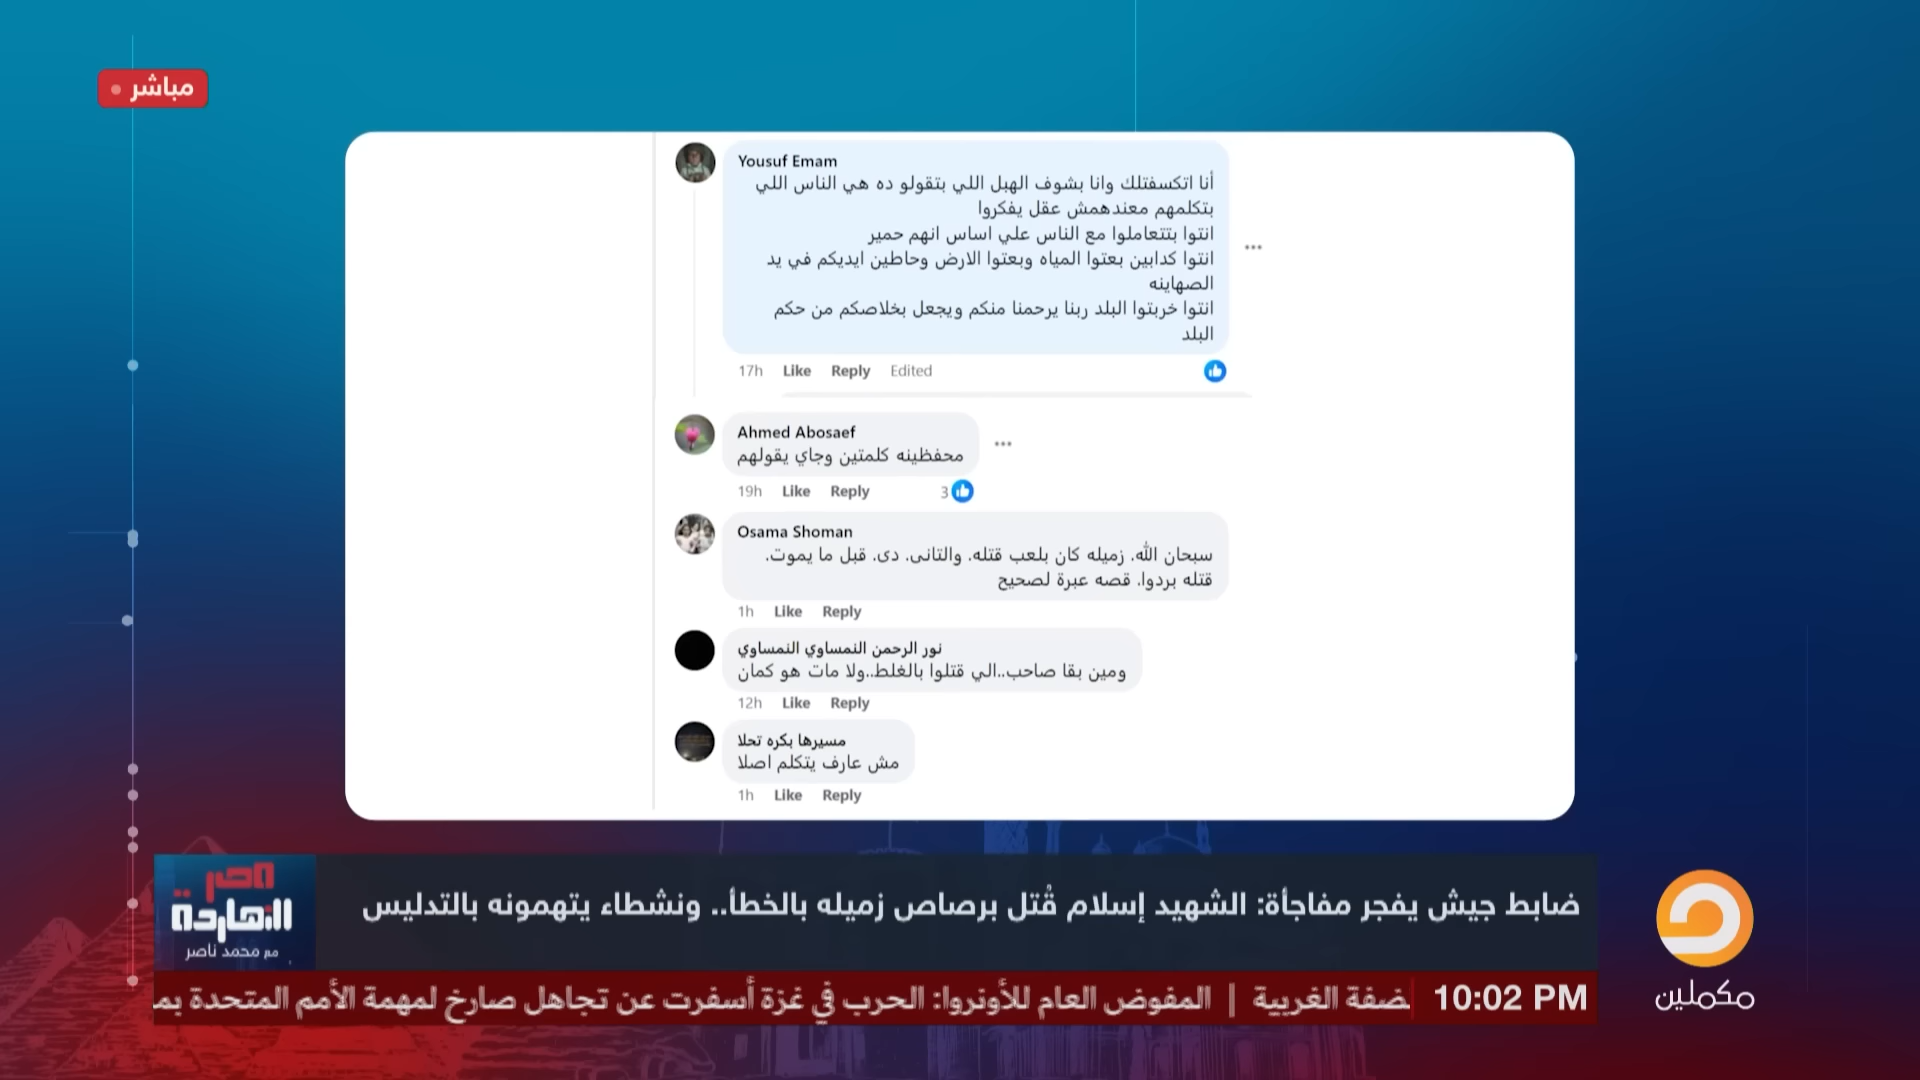 مباشر
Yousuf Emam
أنا اتكسفتلك وانا بشوف الهبل اللي بتقولو ده هي الناس اللي
بتكلمهم معندهمش عقل يفكروا
انتوا بتتعاملوا مع الناس علي اساس انهم حمير
انتوا كدابين بعتوا المياه وبعتوا الارض وحاطين ايديكم في يد
الصهاينه
انتوا خربتوا البلد ربنا يرحمنا منكم ويجعل بخلاصكم من حكم
البلد
17h Like Reply Edited
Ahmed Abosaef
محفظينه كلمتين وجاي يقولهم
19h Like Reply 3
Osama Shoman
سبحان الله. زميله كان بلعب قتله. والتانى. دى. قبل ما يموت.
قتله بردوا. قصه عبرة لصحيح
1h Like Reply
نور الرحمن النمساوي النمساوي
ومين بقا صاحب..الي قتلوا بالغلط..ولا مات هو كمان
12h Like Reply
مسيرها بكره تحلا
مش عارف يتكلم اصلا
1h Like Reply
مصر
النهاردة
مع محمد ناصر
ضابط جيش يفجر مفاجأة: الشهيد إسلام قُتل برصاص زميله بالخطأ.. ونشطاء يتهمونه بالتدليس
10:02 PM
ضفة الغربية | المفوض العام للأونروا: الحرب في غزة أسفرت عن تجاهل صارخ لمهمة الأمم المتحدة بم
مكملين